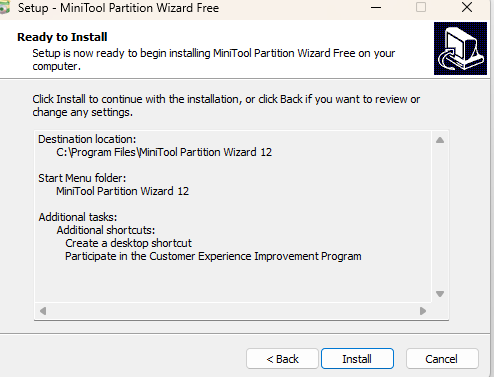 Setup - MiniTool Partition Wizard Free
Ready to Install
Setup is now ready to begin installing MiniTool Partition Wizard Free on your
computer.
Click Install to continue with the installation, or click Back if you want to review or
change any settings.
Destination location:
C:\Program Files\MiniTool Partition Wizard 12
Start Menu folder:
MiniTool Partition Wizard 12
Additional tasks:
Additional shortcuts:
Create a desktop shortcut
Participate in the Customer Experience Improvement Program
< Back
Install
Cancel